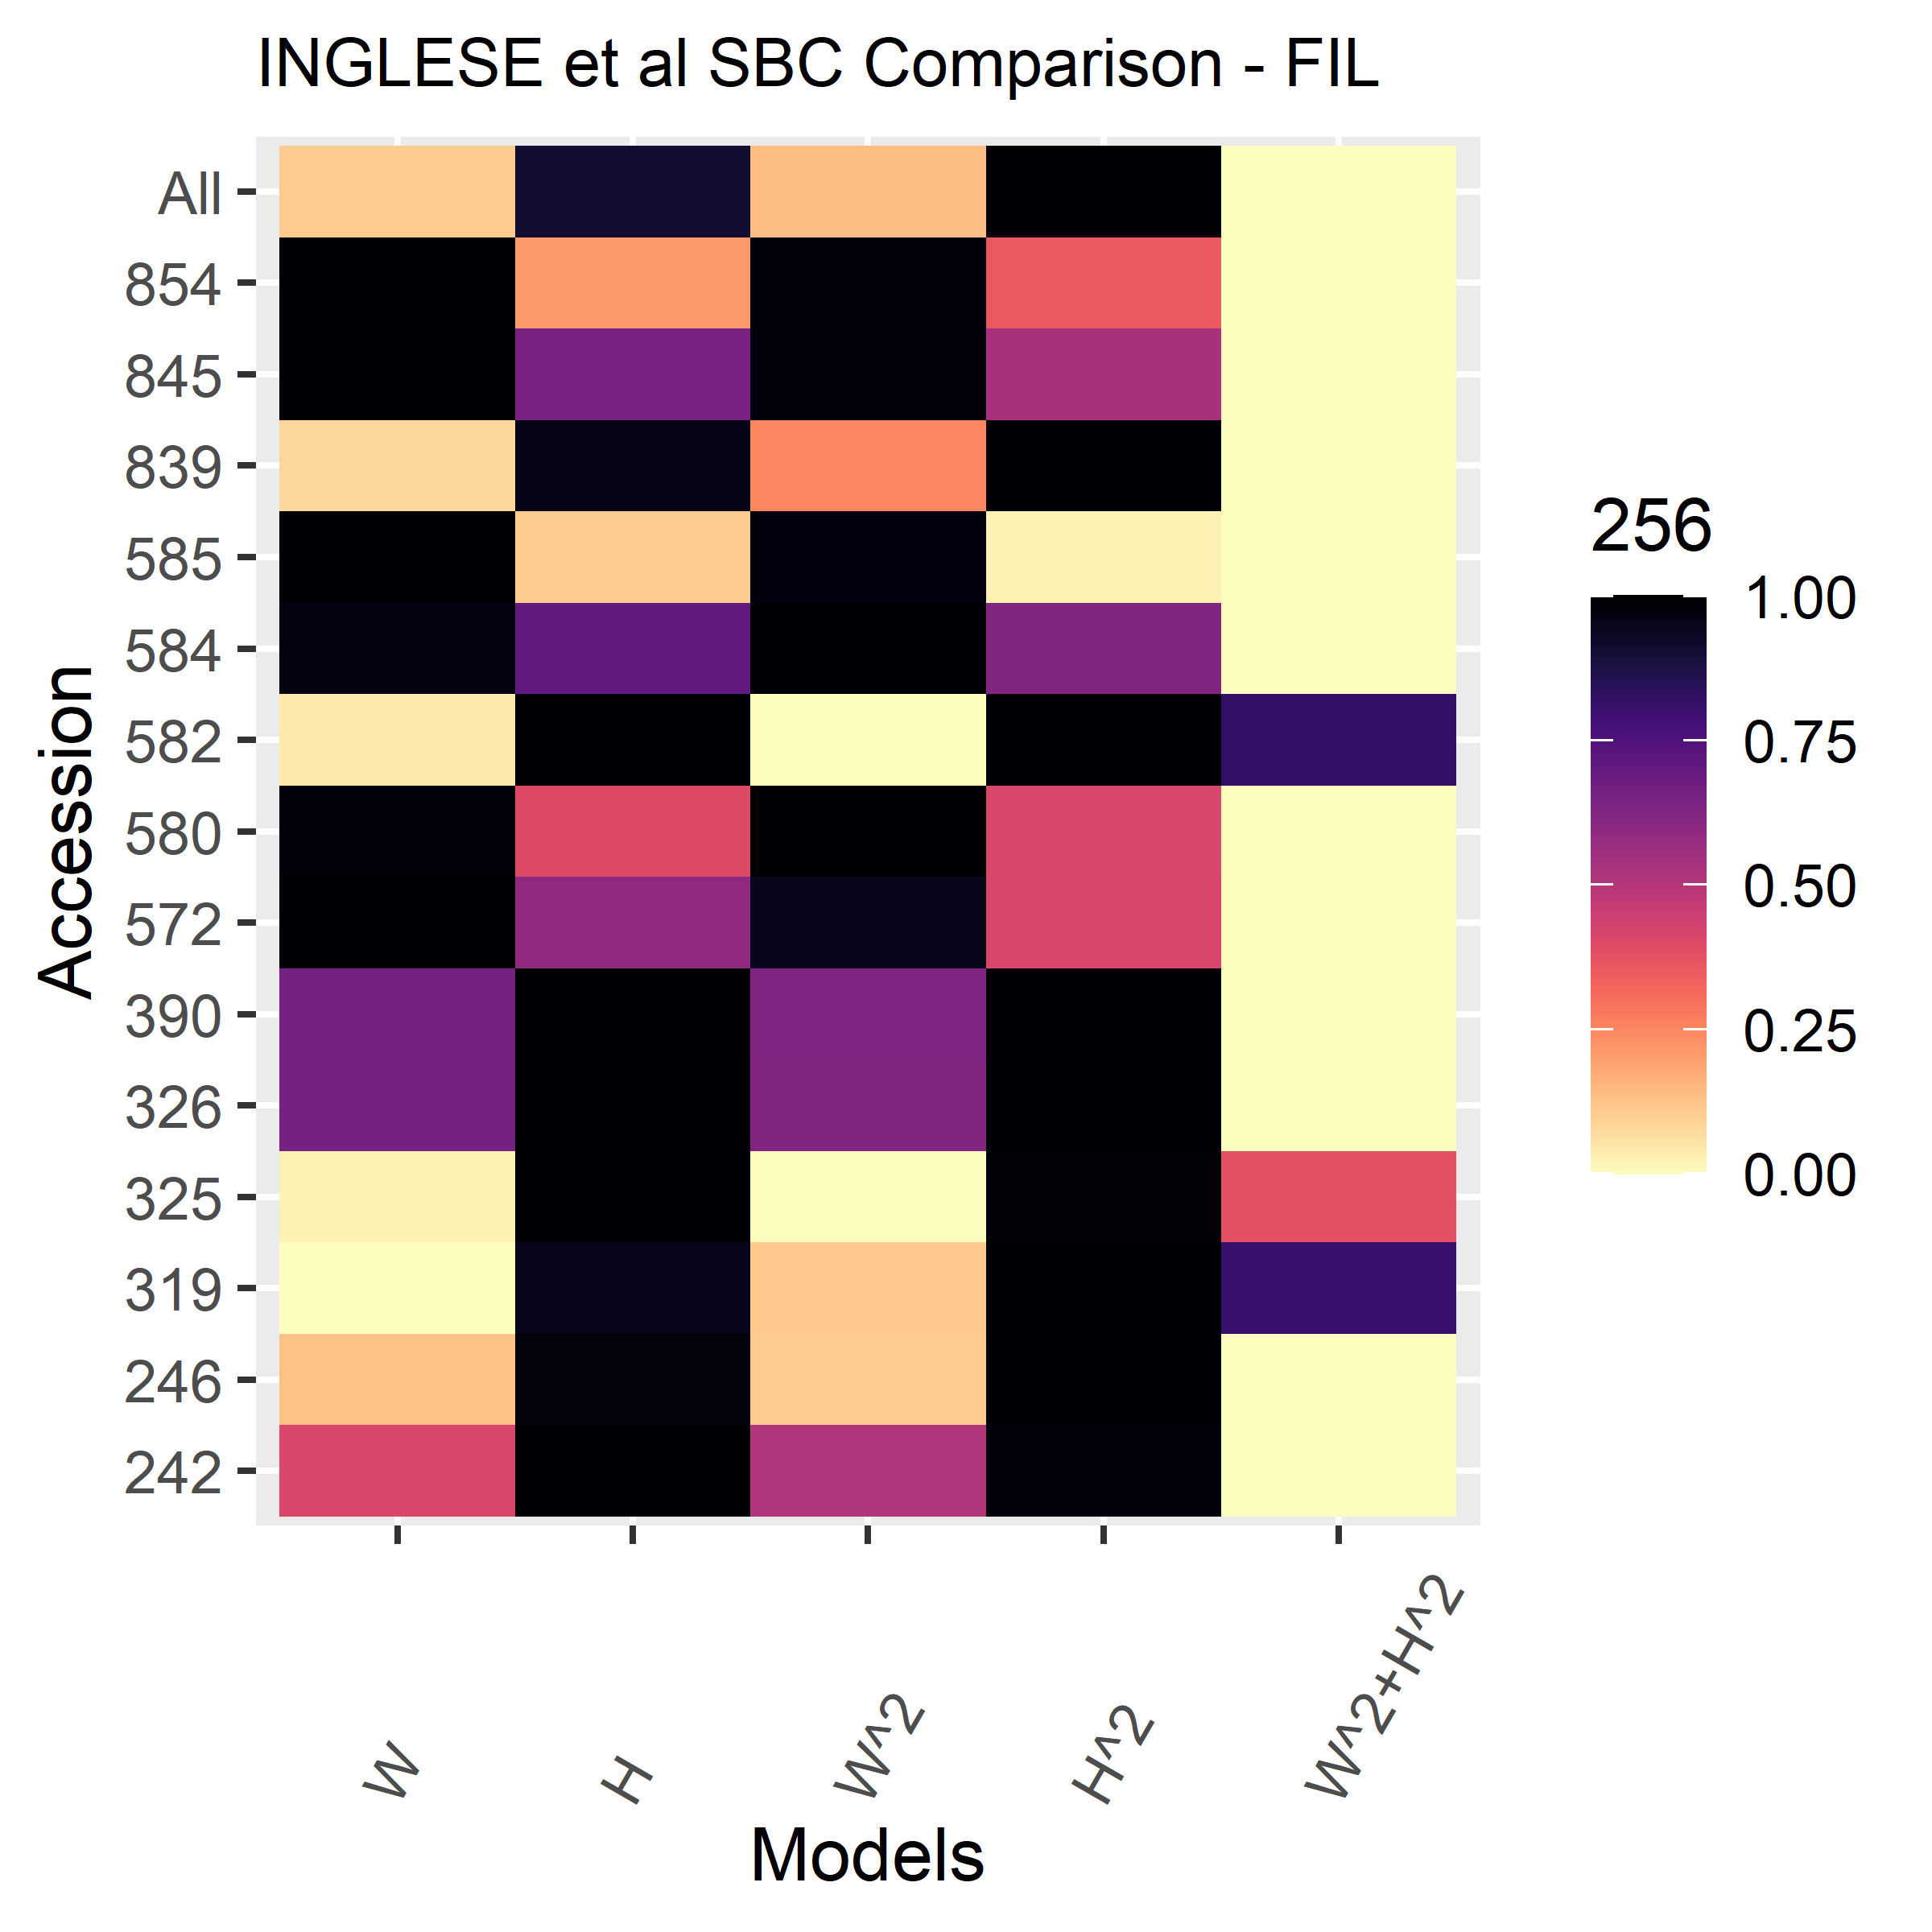 INGLESE et al SBC Comparison - FIL
Accession
All
854
845
839
585
584
582
580
572
390
326
325
319
246
242
W
H
W^2
H^2
W^2+H^2
Models
256
1.00
0.75
0.50
0.25
0.00